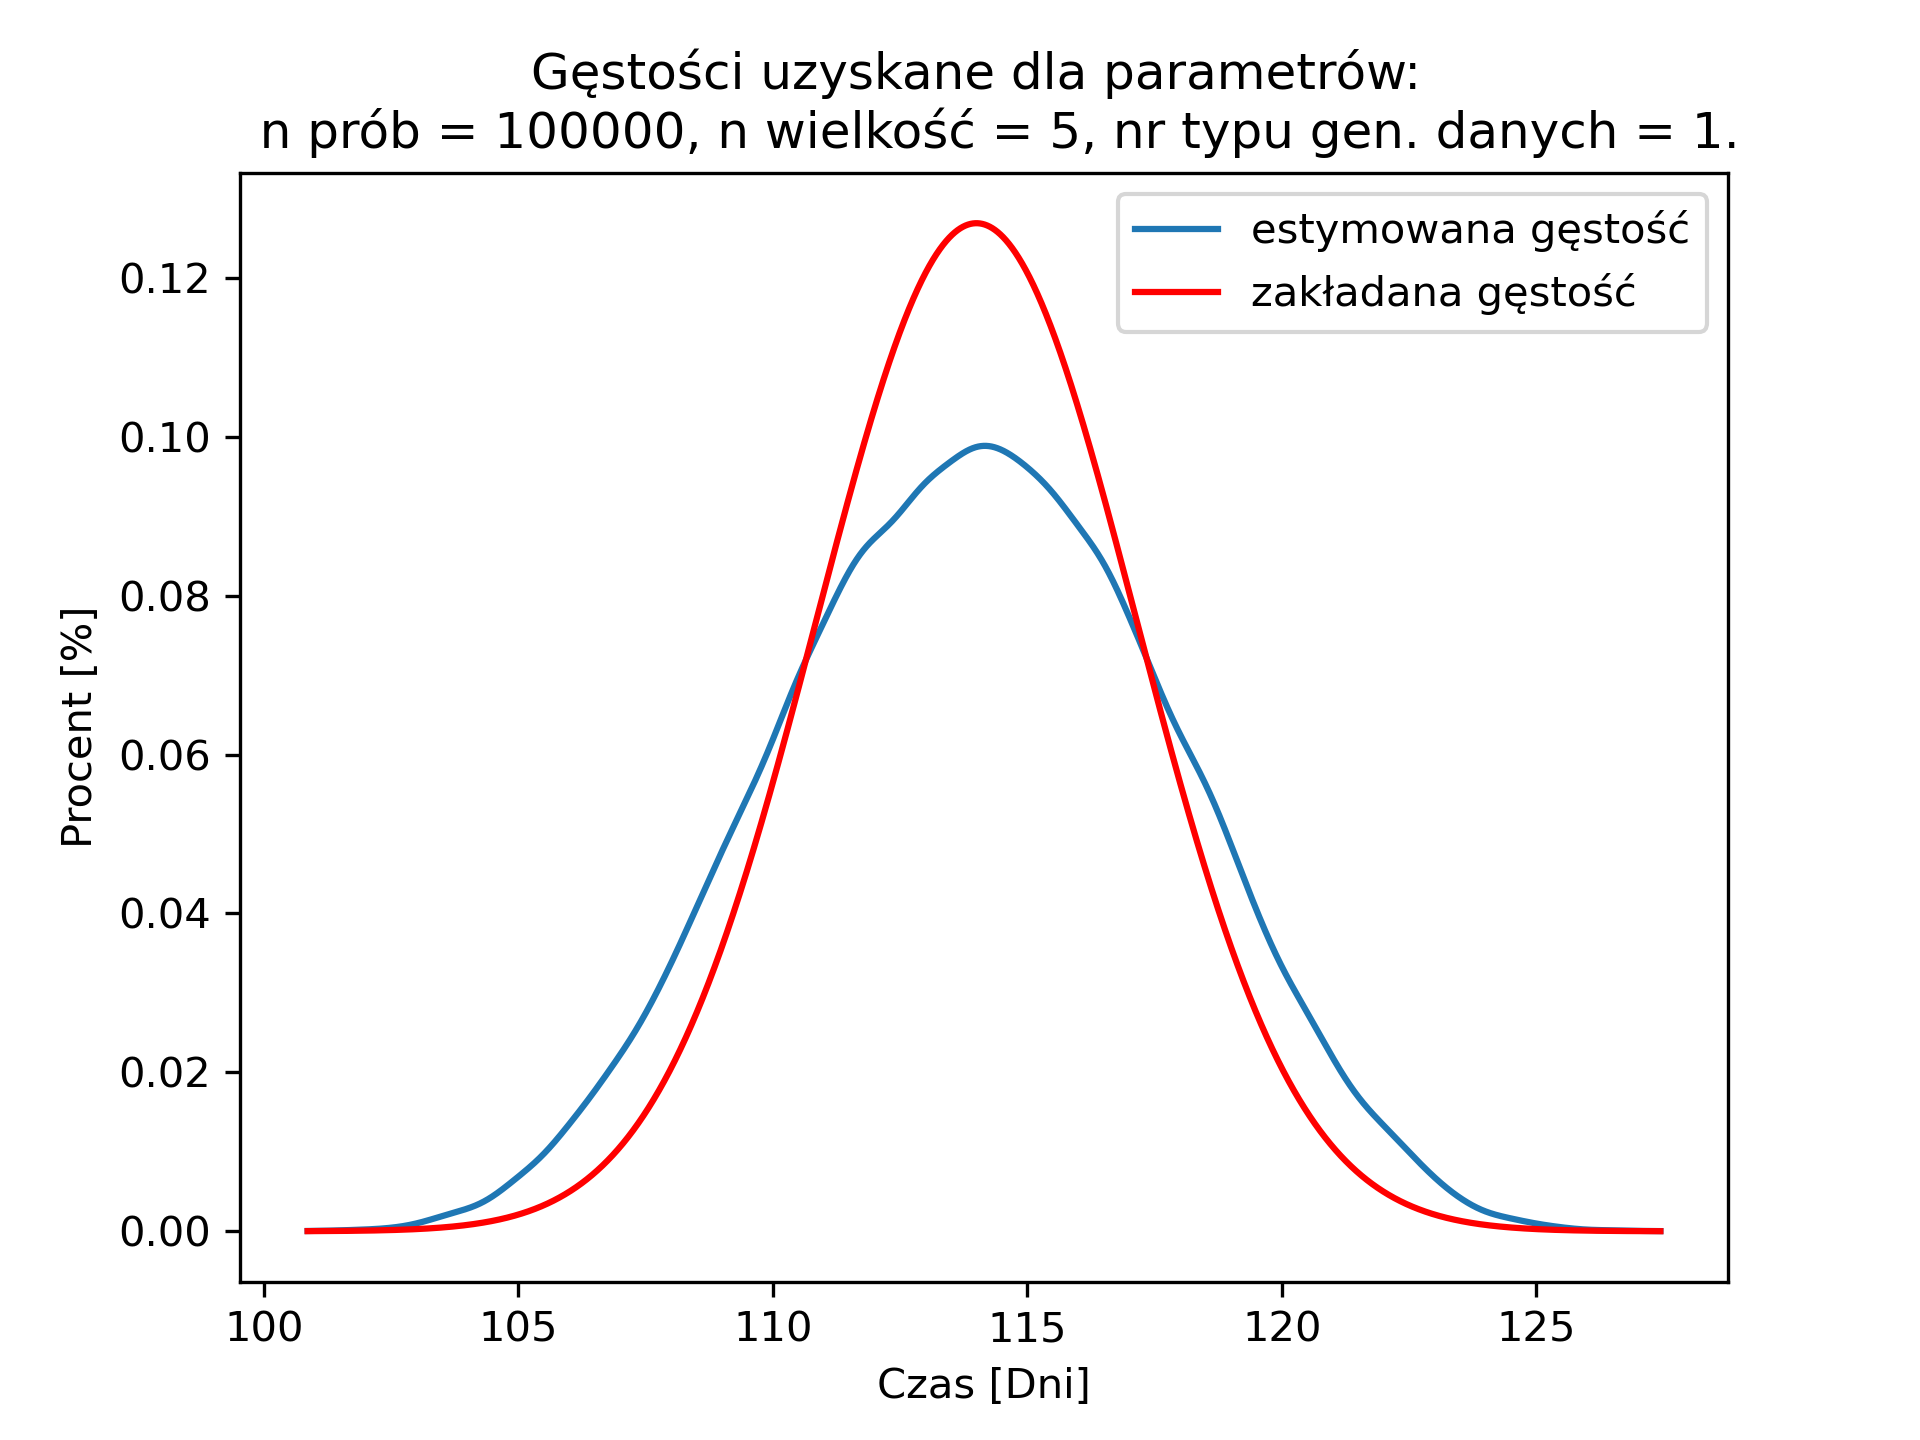 Gęstości uzyskane dla parametrów:
n prób = 100000, n wielkość = 5, nr typu gen. danych = 1.
estymowana gęstość
zakładana gęstość
0.12
0.10
0.08
0.06
0.04
0.02
0.00
Procent [%]
100 105 110 115 120 125
Czas [Dni]